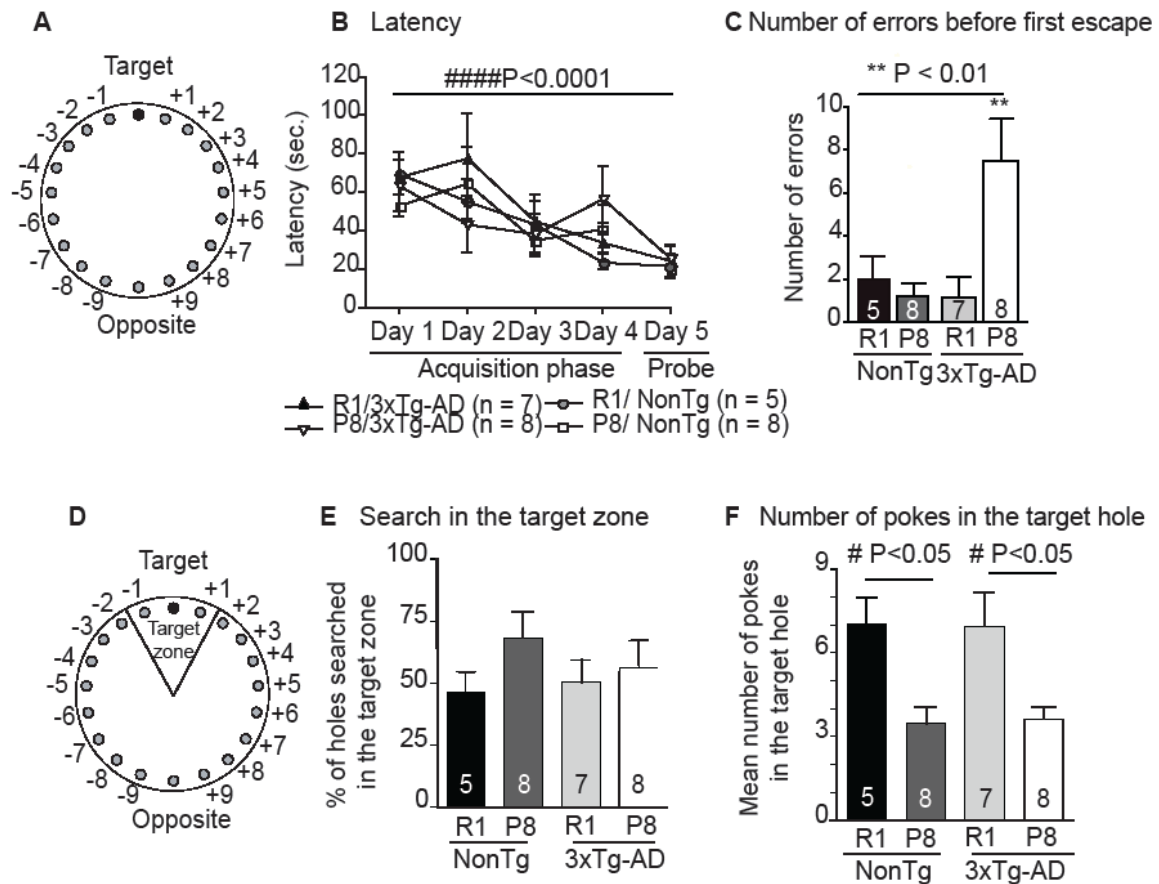 A
Target
-1 +1
-2 +2
-3 +3
-4 +4
-5 +5
-6 +6
-7 +7
-8 +8
-9 +9
Opposite
B Latency
####P<0.0001
Latency (sec.)
120
100
80
60
40
20
0
Day 1 Day 2 Day 3 Day 4 Day 5
Acquisition phase Probe
R1/3xTg-AD (n = 7) R1/ NonTg (n = 5)
P8/3xTg-AD (n = 8) P8/ NonTg (n = 8)
C Number of errors before first escape
** P < 0.01
**
Number of errors
10
8
6
4
2
0
5 8 7 8
R1 P8 R1 P8
NonTg 3xTg-AD
D
Target
-1 +1
-2 +2
-3 +3
-4 +4
-5 +5
-6 +6
-7 +7
-8 +8
-9 +9
Target
zone
Opposite
E Search in the target zone
% of holes searched
in the target zone
100
75
50
25
0
5 8 7 8
R1 P8 R1 P8
NonTg 3xTg-AD
F Number of pokes in the target hole
# P<0.05 # P<0.05
Mean number of pokes
in the target hole
9
6
3
0
5 8 7 8
R1 P8 R1 P8
NonTg 3xTg-AD